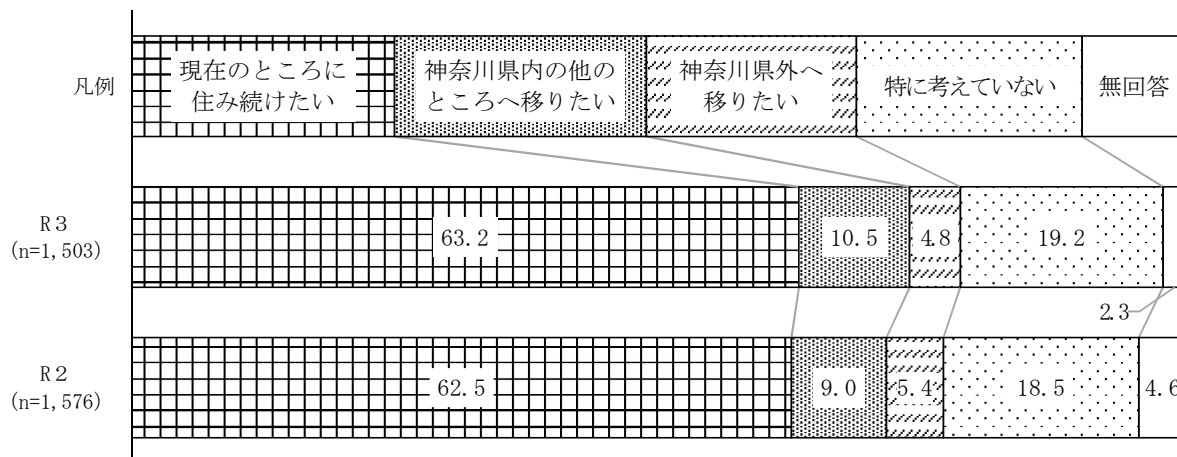 凡例
現在のところに
住み続けたい
神奈川県内の他の
ところへ移りたい
神奈川県外へ
移りたい
特に考えていない
無回答
R3
(n=1,503)
63.2
10.5
4.8
19.2
2.3
R2
(n=1,576)
62.5
9.0
5.4
18.5
4.6